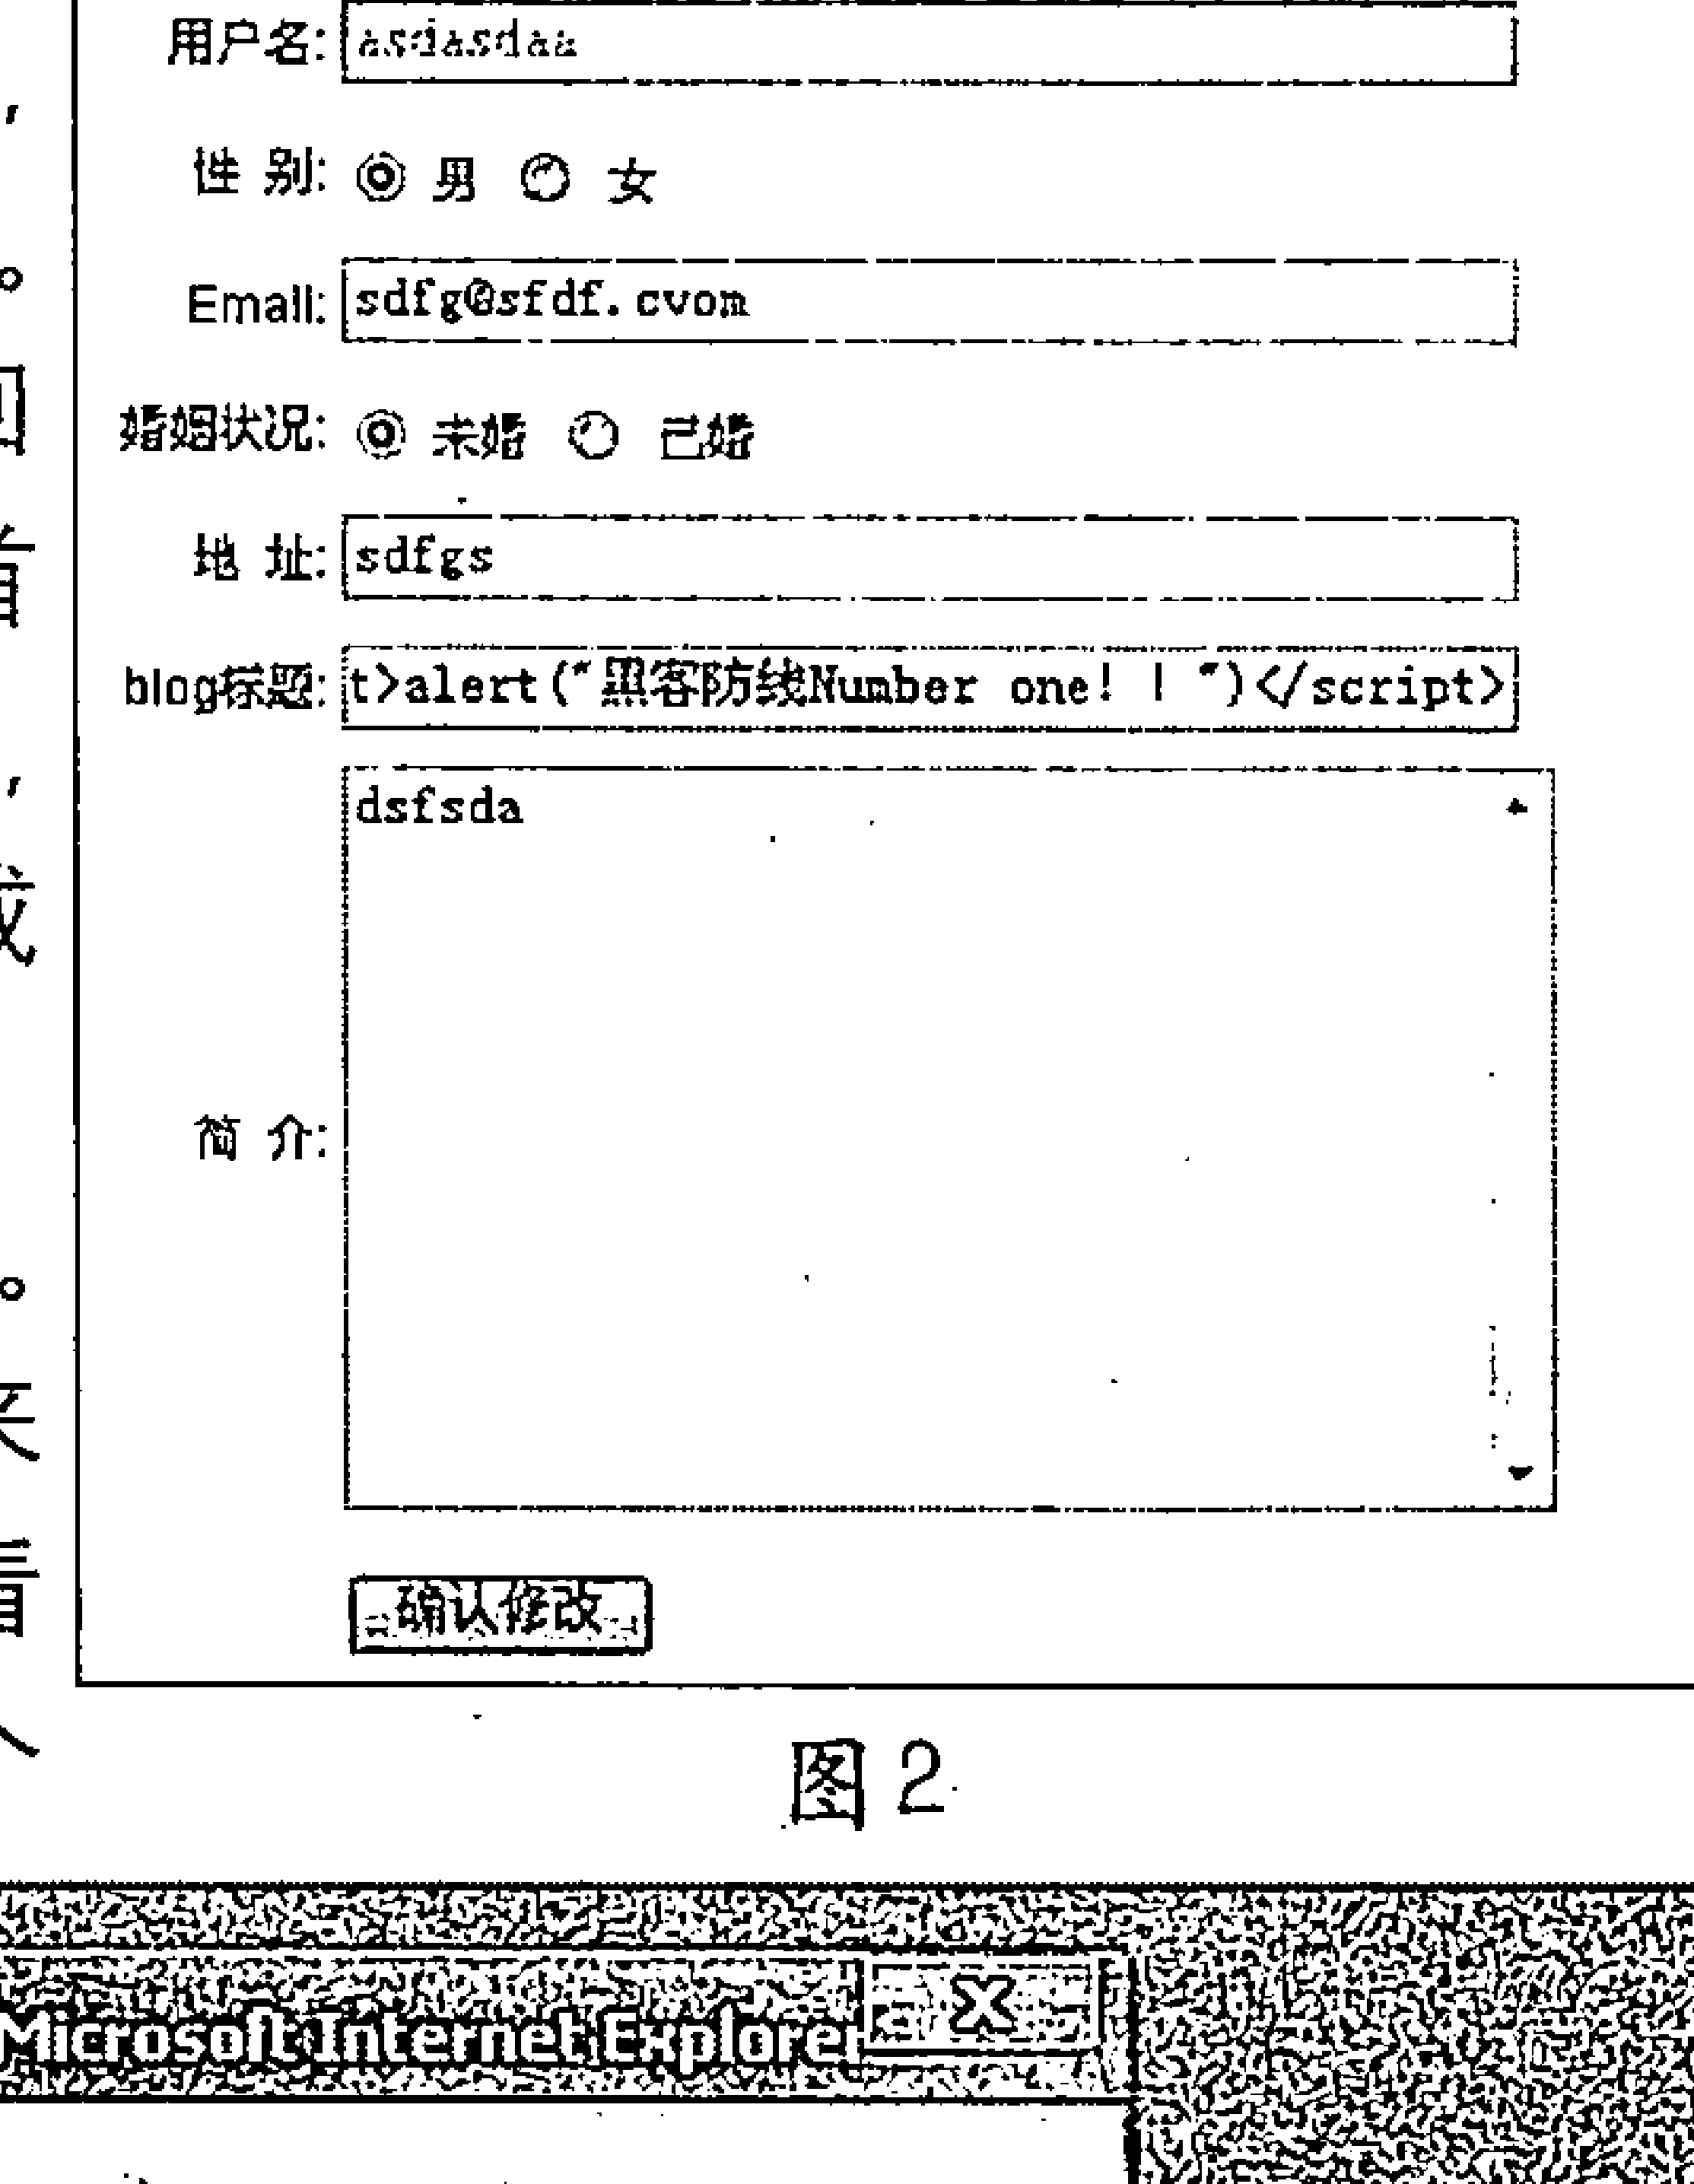 用户名: asdasdaa
性 别: 男 女
Email: sdfg@sfdf.cvom
婚姻状况: 未婚 已婚
地 址: sdfgs
blog标题: t>alert("黑客防线Number one! ! ")</script>
dsfsda
简 介:
确认修改
图 2
Microsoft Internet Explorer